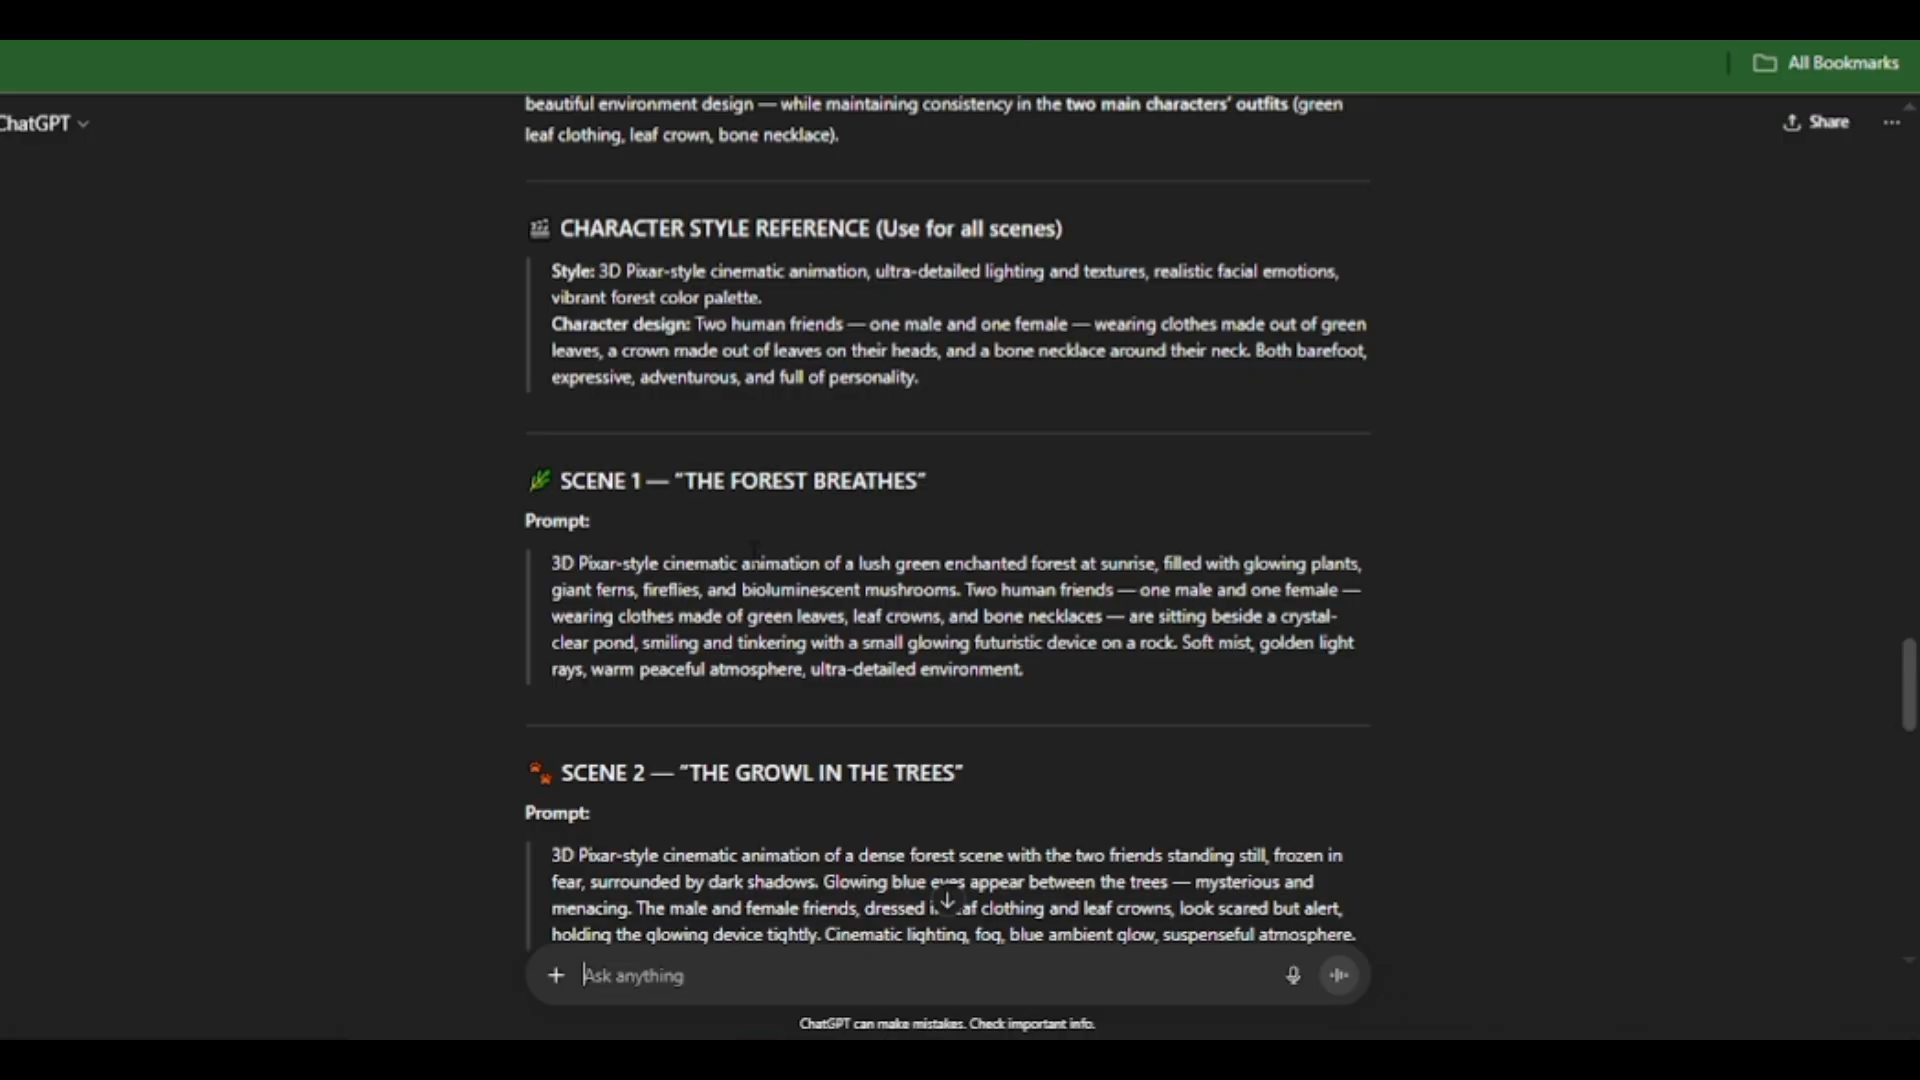 All Bookmarks
ChatGPT
Share
beautiful environment design — while maintaining consistency in the two main characters' outfits (green
leaf clothing, leaf crown, bone necklace).
CHARACTER STYLE REFERENCE (Use for all scenes)
Style: 3D Pixar-style cinematic animation, ultra-detailed lighting and textures, realistic facial emotions,
vibrant forest color palette.
Character design: Two human friends — one male and one female — wearing clothes made out of green
leaves, a crown made out of leaves on their heads, and a bone necklace around their neck. Both barefoot,
expressive, adventurous, and full of personality.
SCENE 1 — "THE FOREST BREATHES"
Prompt:
3D Pixar-style cinematic animation of a lush green enchanted forest at sunrise, filled with glowing plants,
giant ferns, fireflies, and bioluminescent mushrooms. Two human friends — one male and one female —
wearing clothes made of green leaves, leaf crowns, and bone necklaces — are sitting beside a crystal-
clear pond, smiling and tinkering with a small glowing futuristic device on a rock. Soft mist, golden light
rays, warm peaceful atmosphere, ultra-detailed environment.
SCENE 2 — "THE GROWL IN THE TREES"
Prompt:
3D Pixar-style cinematic animation of a dense forest scene with the two friends standing still, frozen in
fear, surrounded by dark shadows. Glowing blue eyes appear between the trees — mysterious and
menacing. The male and female friends, dressed in leaf clothing and leaf crowns, look scared but alert,
holding the glowing device tightly. Cinematic lighting, fog, blue ambient glow, suspenseful atmosphere.
Ask anything
ChatGPT can make mistakes. Check important info.